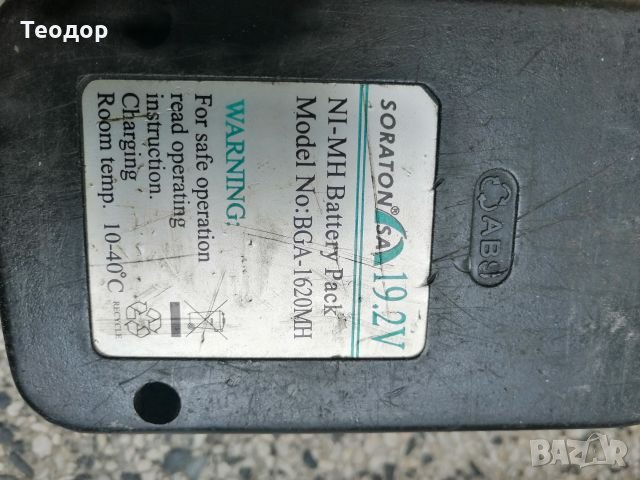 Теодор
SORATON® SA 19.2V
NI-MH Battery Pack
Model No:BGA-1620MH
WARNING:
For safe operation
read operating
instruction.
Charging
Room temp. 10-40°C
RECYCLE
ABS
BAZAR